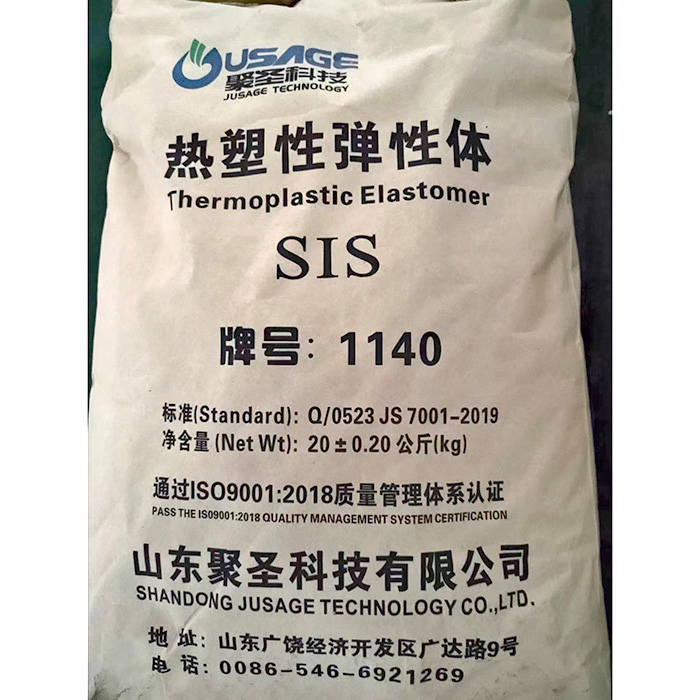 JUSAGE
聚圣科技
JUSAGE TECHNOLOGY
热塑性弹性体
Thermoplastic Elastomer
SIS
牌号: 1140
标准(Standard): Q/0523 JS 7001-2019
净含量 (Net Wt): 20±0.20 公斤(kg)
通过ISO9001:2018质量管理体系认证
PASS THE IS09001:2018 QUALITY MANAGEMENT SYSTEM CERTIFICATION
山东聚圣科技有限公司
SHANDONG JUSAGE TECHNOLOGY CO.,LTD.
地 址: 山东广饶经济开发区广达路9号
电 话: 0086-546-6921269